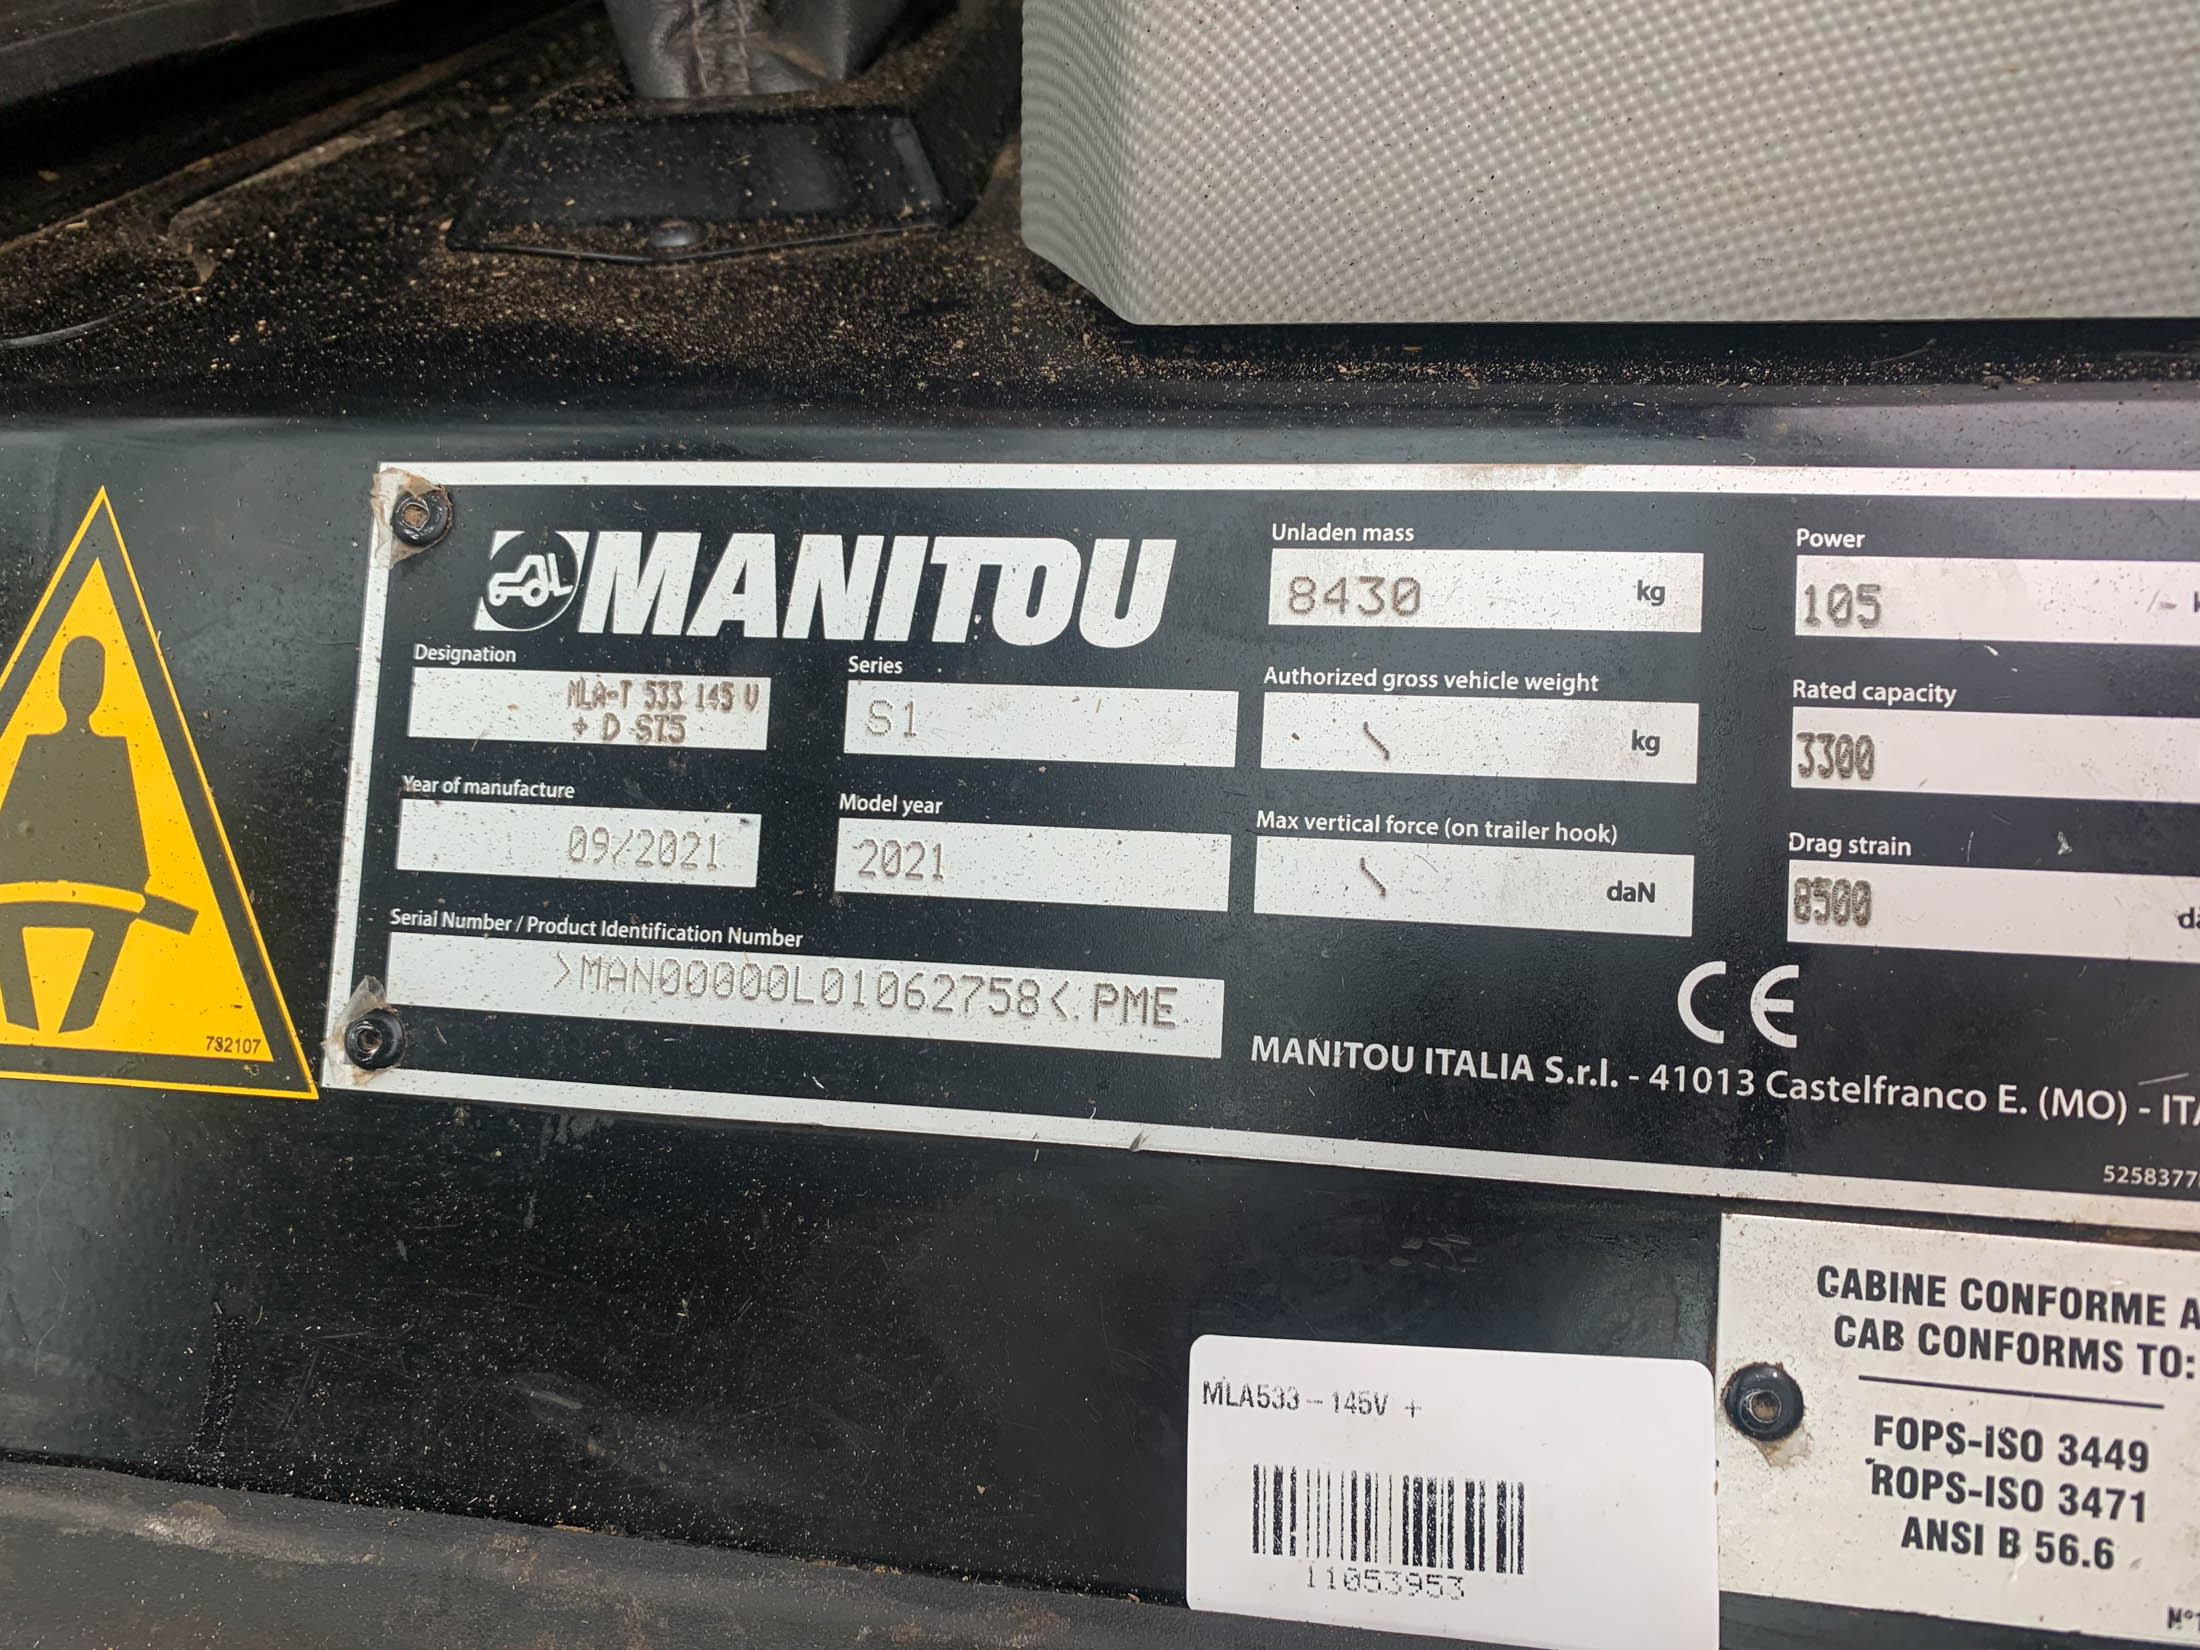 MANITOU
Designation
MLA-T 533 145 V
+ D ST5
Series
S1
Year of manufacture
09/2021
Model year
2021
Serial Number / Product Identification Number
>MAN00000L01062758<.PME
Unladen mass
8430 kg
Authorized gross vehicle weight
kg
Max vertical force (on trailer hook)
daN
Power
105
Rated capacity
3300
Drag strain
8500
CE
MANITOU ITALIA S.r.l. - 41013 Castelfranco E. (MO) -
732107
CABINE CONFORME A
CAB CONFORMS TO:
FOPS-ISO 3449
ROPS-ISO 3471
ANSI B 56.6
MLA533-145V +
11053953